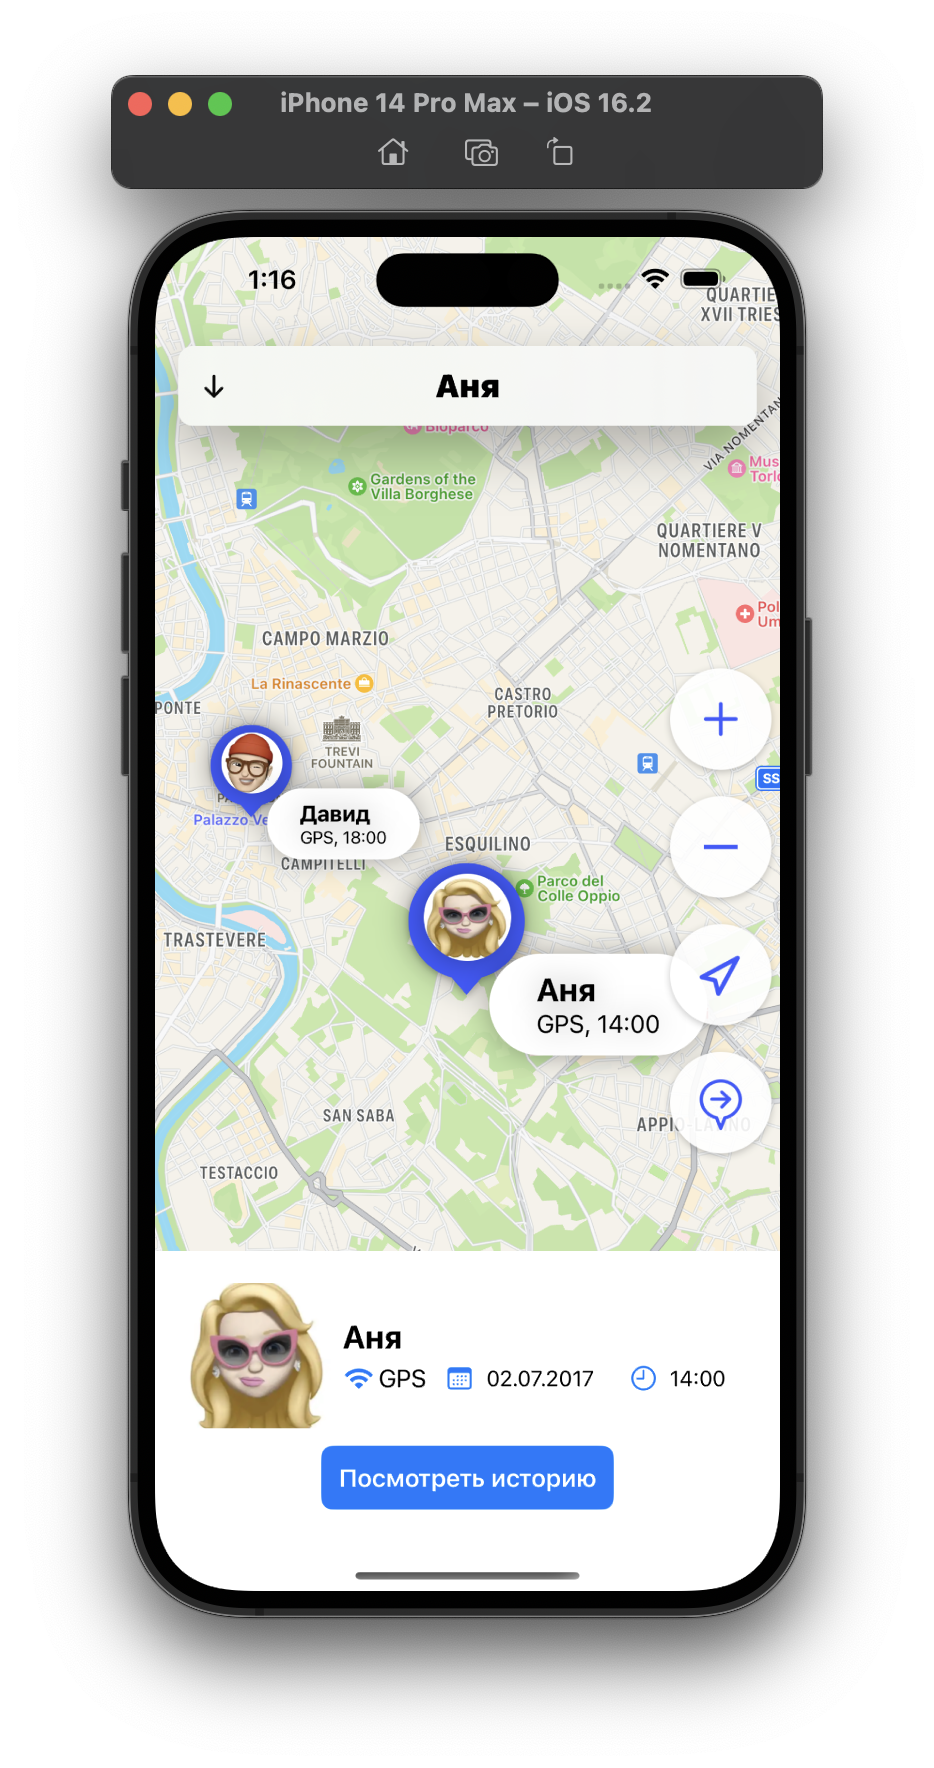 iPhone 14 Pro Max – iOS 16.2
1:16
QUARTIE
XVII TRIES
Аня
Bioparco
VIA NOMENTAN
Mus
Torlo
Gardens of the
Villa Borghese
QUARTIERE V
NOMENTANO
Pol
Um
CAMPO MARZIO
La Rinascente
CASTRO
PRETORIO
PONTE
TREVI
FOUNTAIN
SS
Palazzo Ve
Давид
GPS, 18:00
ESQUILINO
CAMPITELLI
Parco del
Colle Oppio
TRASTEVERE
Аня
GPS, 14:00
SAN SABA
APPIO-LATINO
TESTACCIO
Аня
GPS 02.07.2017 14:00
Посмотреть историю